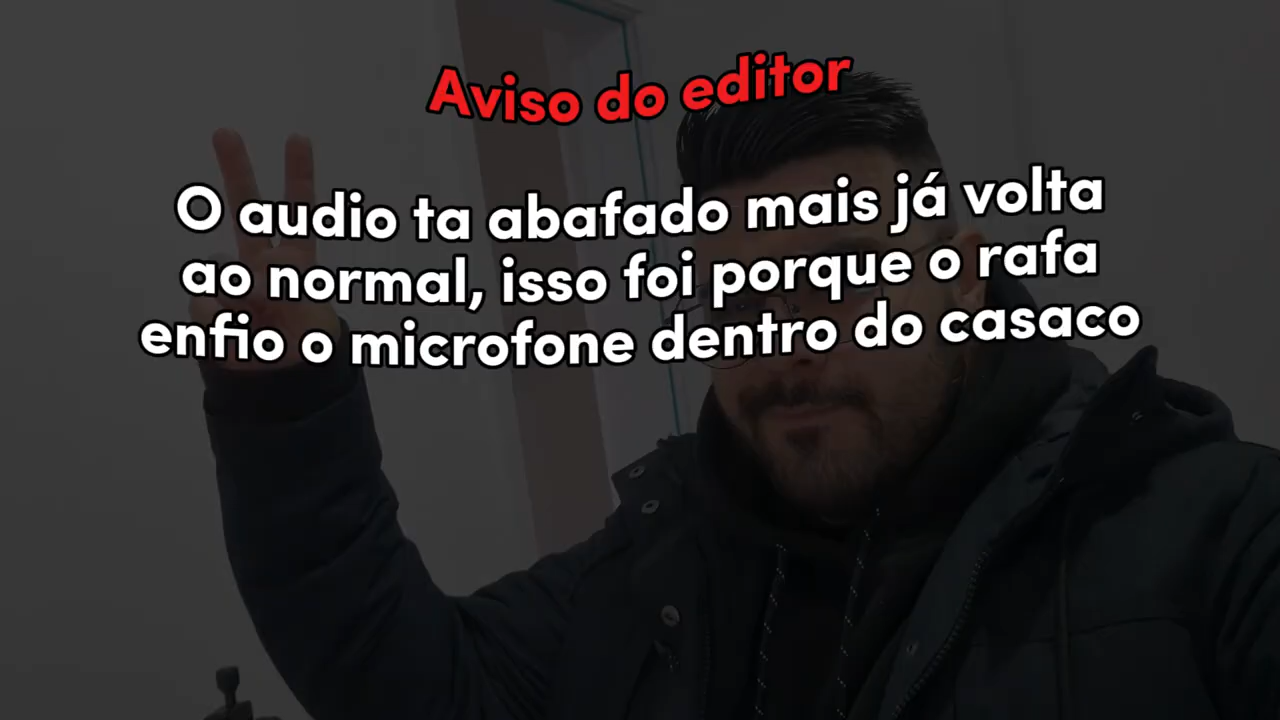 Aviso do editor
O audio ta abafado mais já volta
ao normal, isso foi porque o rafa
enfio o microfone dentro do casaco